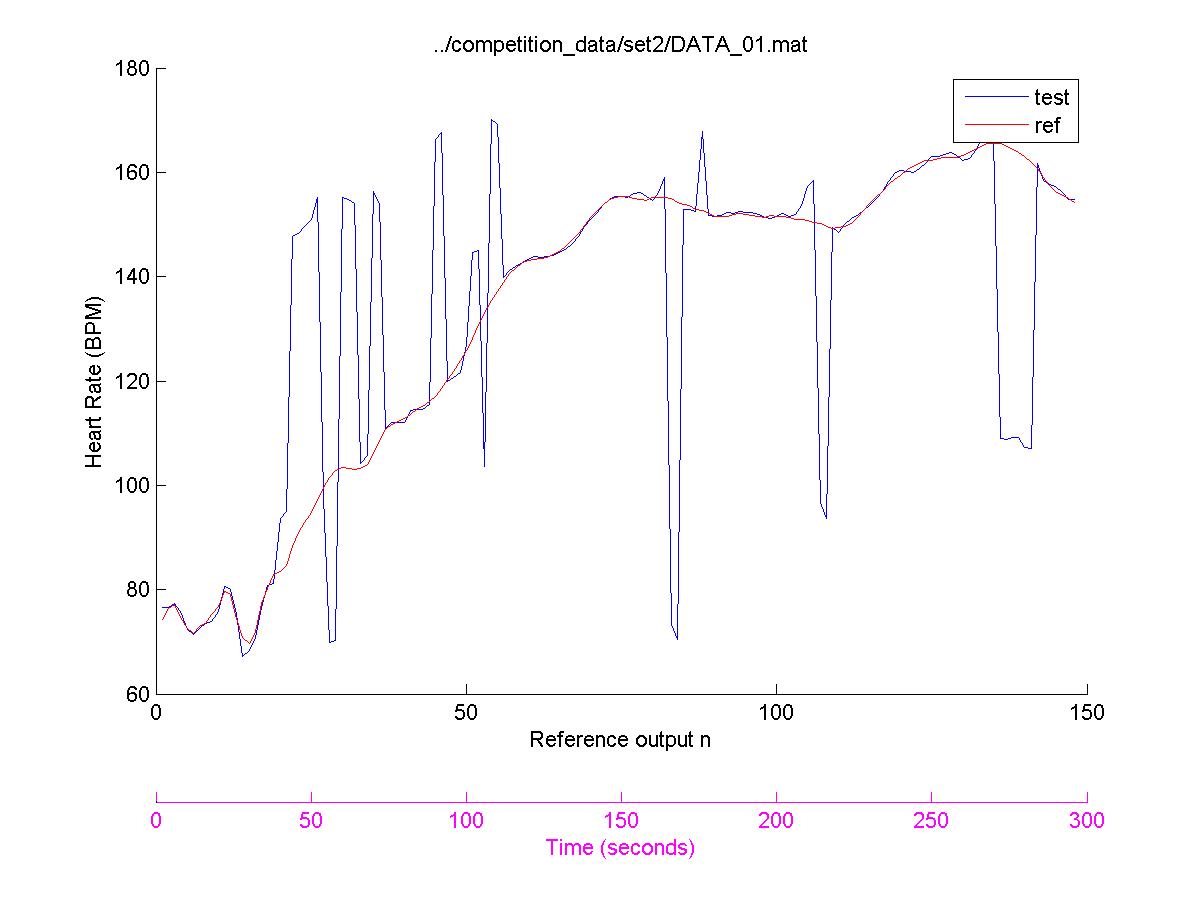 ../competition_data/set2/DATA_01.mat
180
160
140
120
100
80
60
Heart Rate (BPM)
test
ref
0 50 100 150
Reference output n
0 50 100 150 200 250 300
Time (seconds)